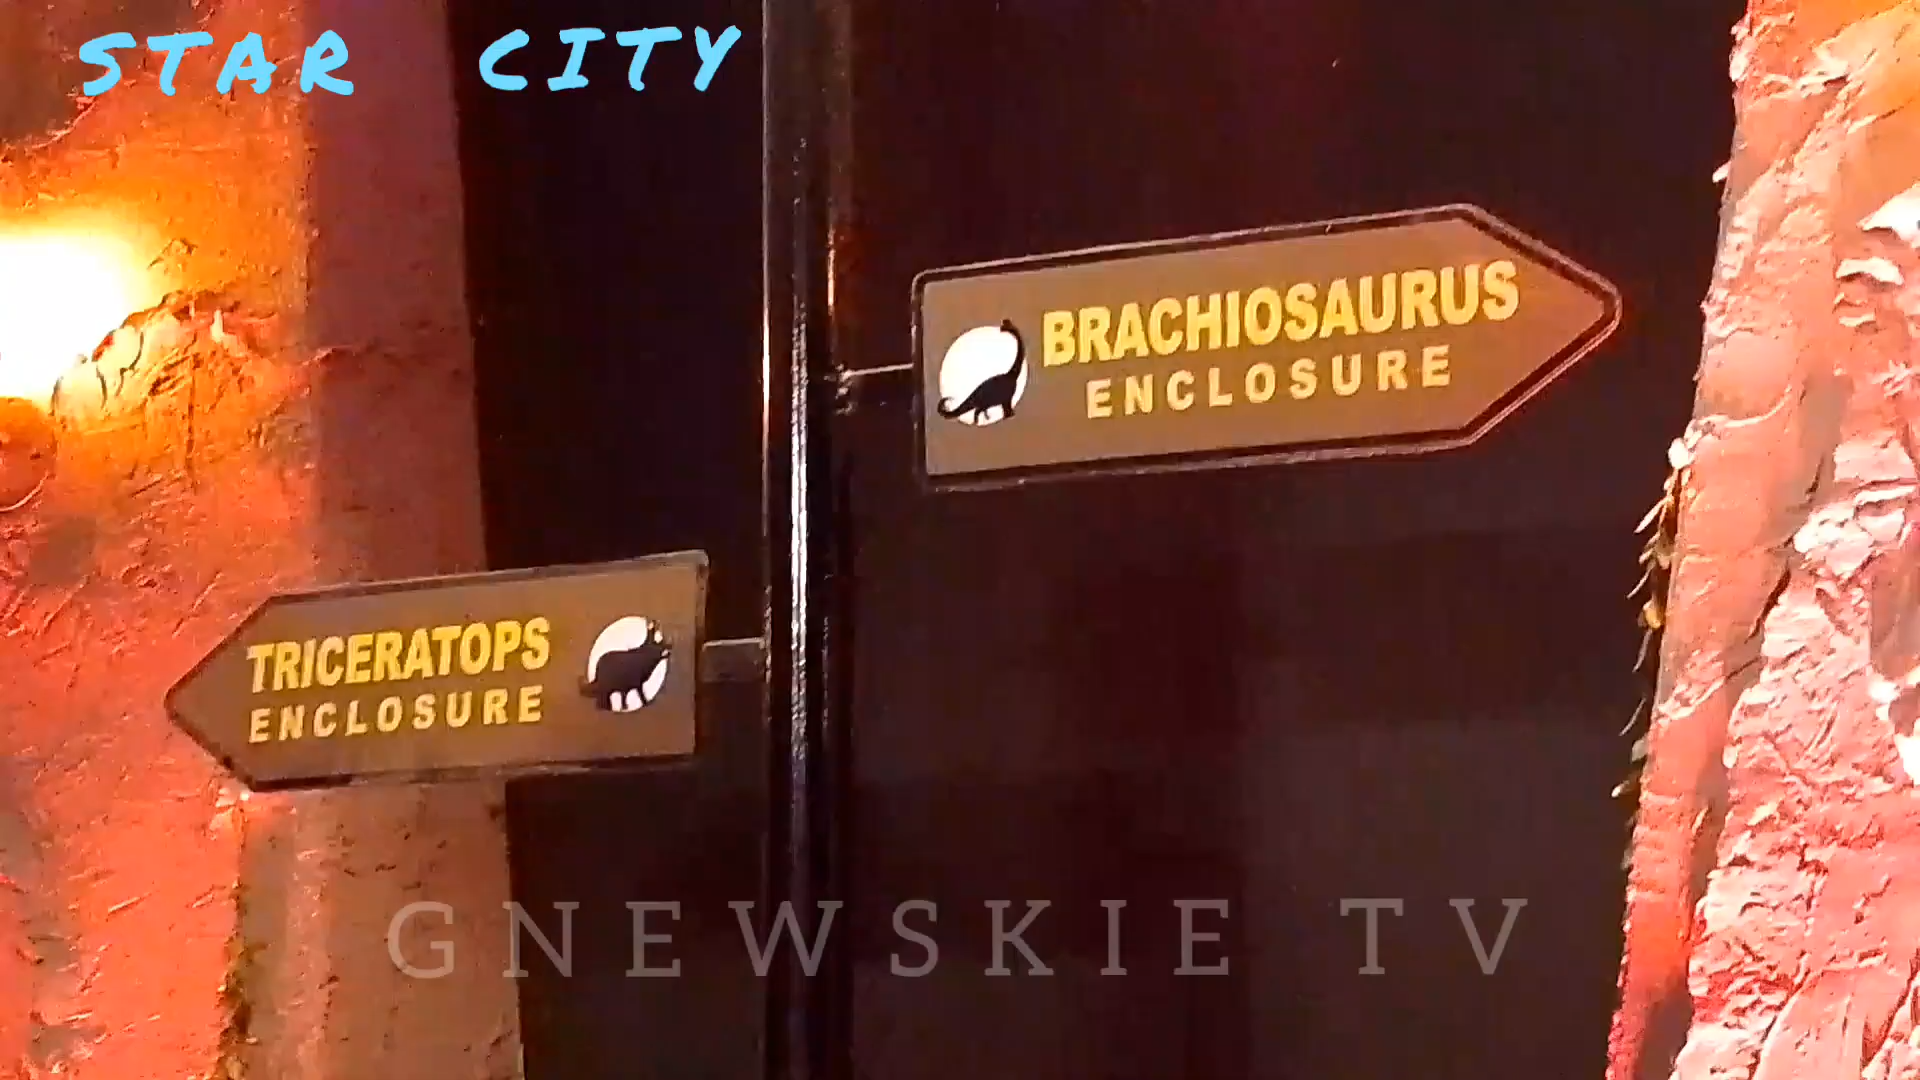 STAR CITY
BRACHIOSAURUS
ENCLOSURE
TRICERATOPS
ENCLOSURE
GNEWSKIE TV